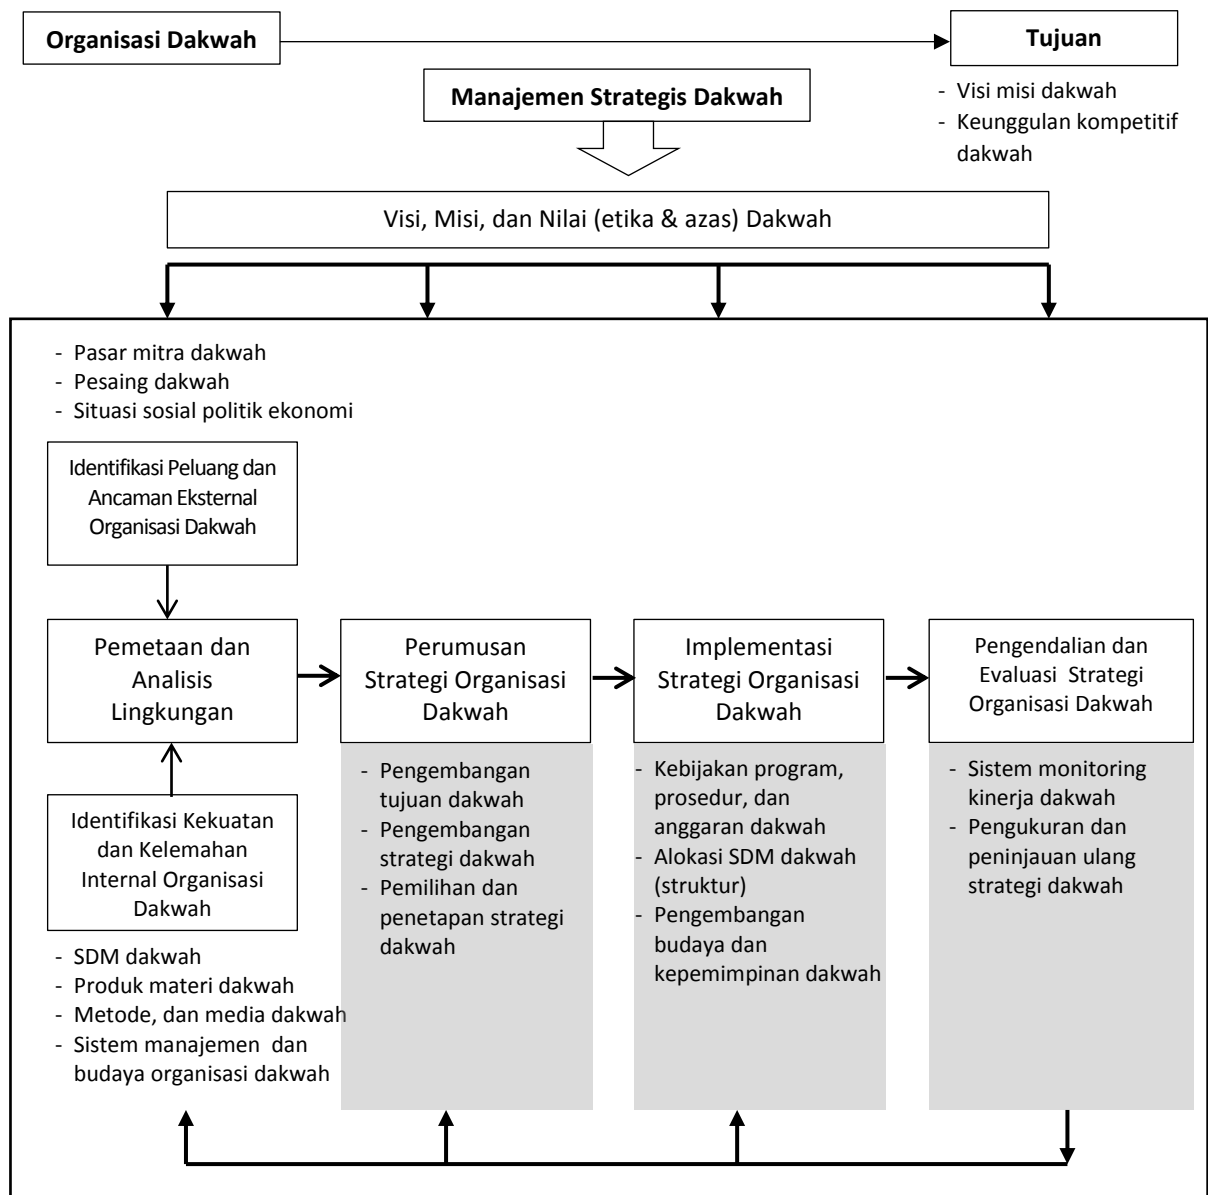 Organisasi Dakwah
Tujuan
Manajemen Strategis Dakwah
- Visi misi dakwah
- Keunggulan kompetitif
dakwah
Visi, Misi, dan Nilai (etika & azas) Dakwah
- Pasar mitra dakwah
- Pesaing dakwah
- Situasi sosial politik ekonomi
Identifikasi Peluang dan
Ancaman Eksternal
Organisasi Dakwah
Pemetaan dan
Analisis
Lingkungan
Identifikasi Kekuatan
dan Kelemahan
Internal Organisasi
Dakwah
- SDM dakwah
- Produk materi dakwah
- Metode, dan media dakwah
- Sistem manajemen dan
budaya organisasi dakwah
Perumusan
Strategi Organisasi
Dakwah
- Pengembangan
tujuan dakwah
- Pengembangan
strategi dakwah
- Pemilihan dan
penetapan strategi
dakwah
Implementasi
Strategi Organisasi
Dakwah
- Kebijakan program,
prosedur, dan
anggaran dakwah
- Alokasi SDM dakwah
(struktur)
- Pengembangan
budaya dan
kepemimpinan dakwah
Pengendalian dan
Evaluasi Strategi
Organisasi Dakwah
- Sistem monitoring
kinerja dakwah
- Pengukuran dan
peninjauan ulang
strategi dakwah